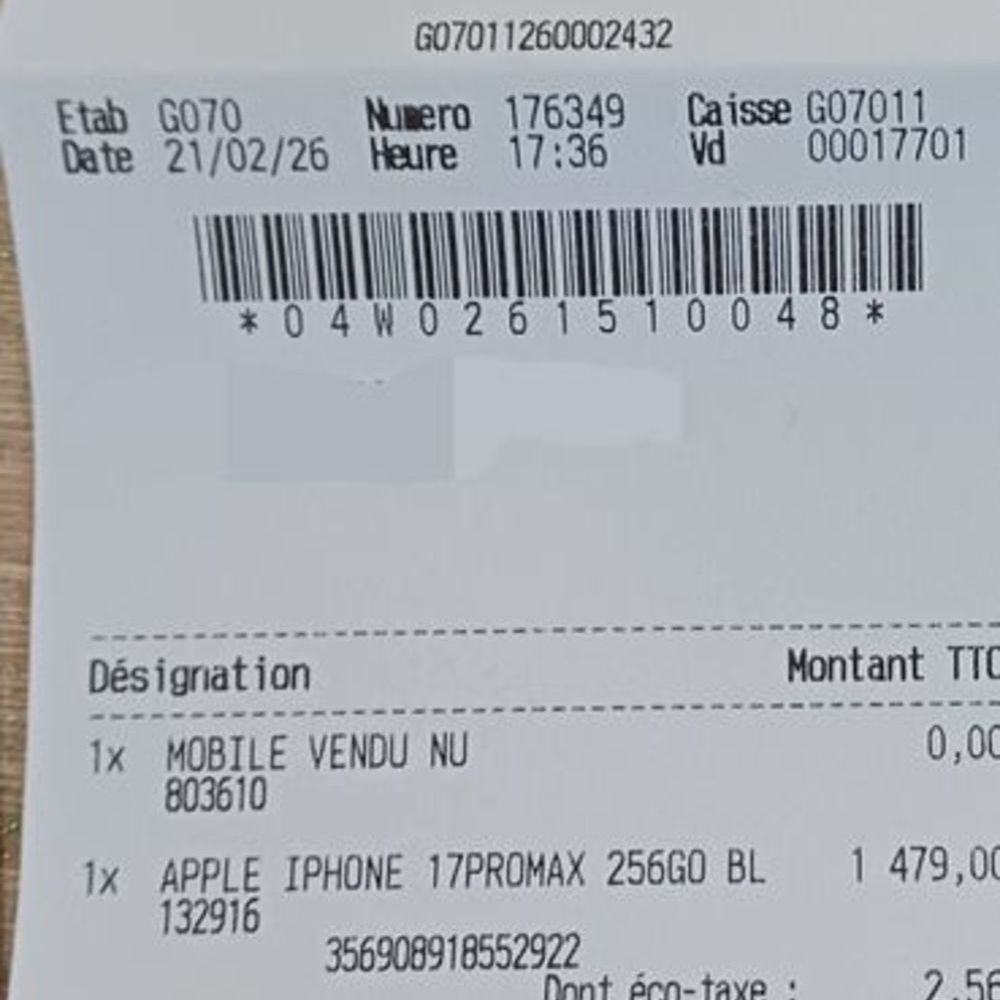 G07011260002432
Etab G070 Numero 176349 Caisse G07011
Date 21/02/26 Heure 17:36 Vd 00017701
*04W0261510048*
Désignation Montant TTC
1x MOBILE VENDU NU 0,00
803610
1x APPLE IPHONE 17PROMAX 256GO BL 1 479,00
132916
356908918552922
Dont éco-taxe : 2,56